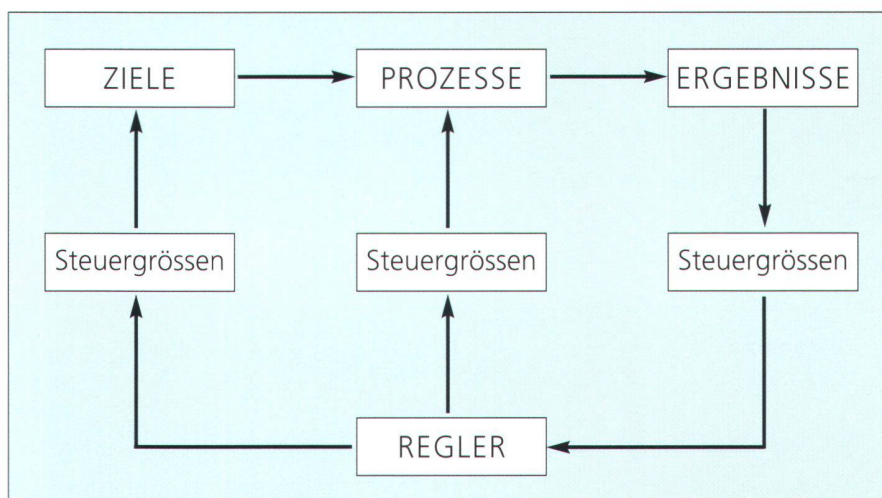 ZIELE
PROZESSE
ERGEBNISSE
Steuergrössen
Steuergrössen
Steuergrössen
REGLER